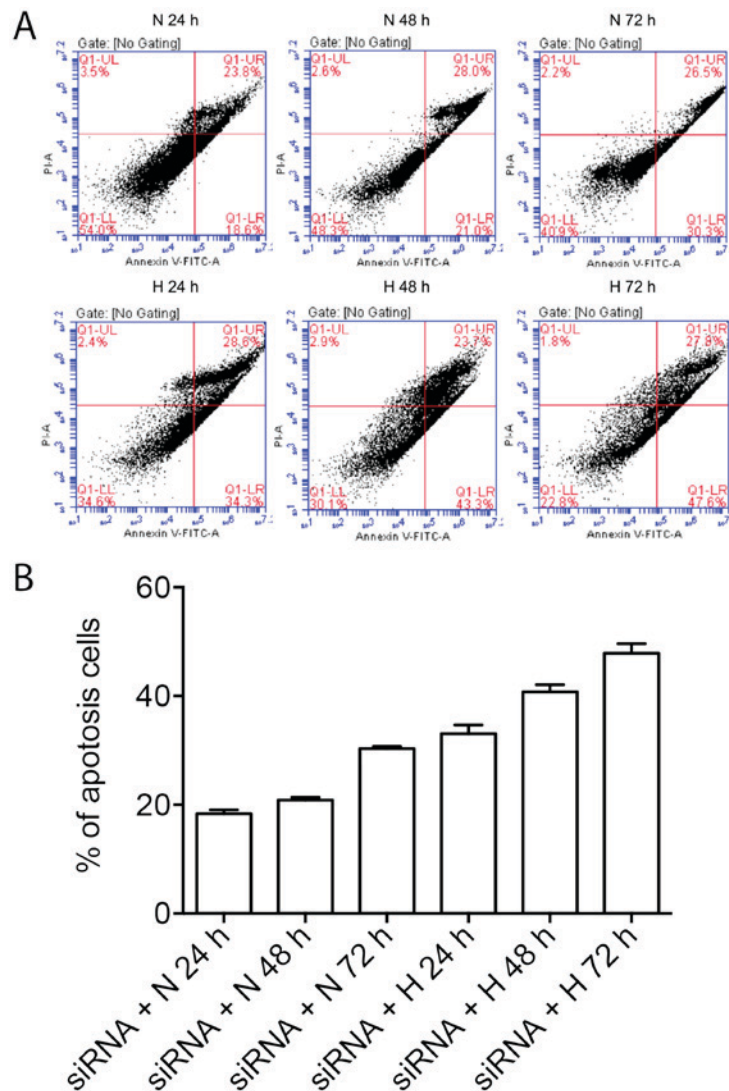 A
N 24 h
N 48 h
N 72 h
Gate: [No Gating]
Q1-UL
3.5%
Q1-UR
23.8%
Q1-LL
54.0%
Q1-LR
18.6%
PI-A
Annexin V-FITC-A
Gate: [No Gating]
Q1-UL
2.6%
Q1-UR
28.0%
Q1-LL
48.3%
Q1-LR
21.0%
PI-A
Annexin V-FITC-A
Gate: [No Gating]
Q1-UL
2.2%
Q1-UR
26.5%
Q1-LL
40.9%
Q1-LR
30.3%
PI-A
Annexin V-FITC-A
H 24 h
H 48 h
H 72 h
Gate: [No Gating]
Q1-UL
2.4%
Q1-UR
28.6%
Q1-LL
34.6%
Q1-LR
34.3%
PI-A
Annexin V-FITC-A
Gate: [No Gating]
Q1-UL
2.9%
Q1-UR
23.7%
Q1-LL
30.1%
Q1-LR
43.3%
PI-A
Annexin V-FITC-A
Gate: [No Gating]
Q1-UL
1.8%
Q1-UR
Q1-LL
22.8%
Q1-LR
47.6%
PI-A
Annexin V-FITC-A
B
% of apotosis cells
60
40
20
0
siRNA + N 24 h
siRNA + N 48 h
siRNA + N 72 h
siRNA + H 24 h
siRNA + H 48 h
siRNA + H 72 h